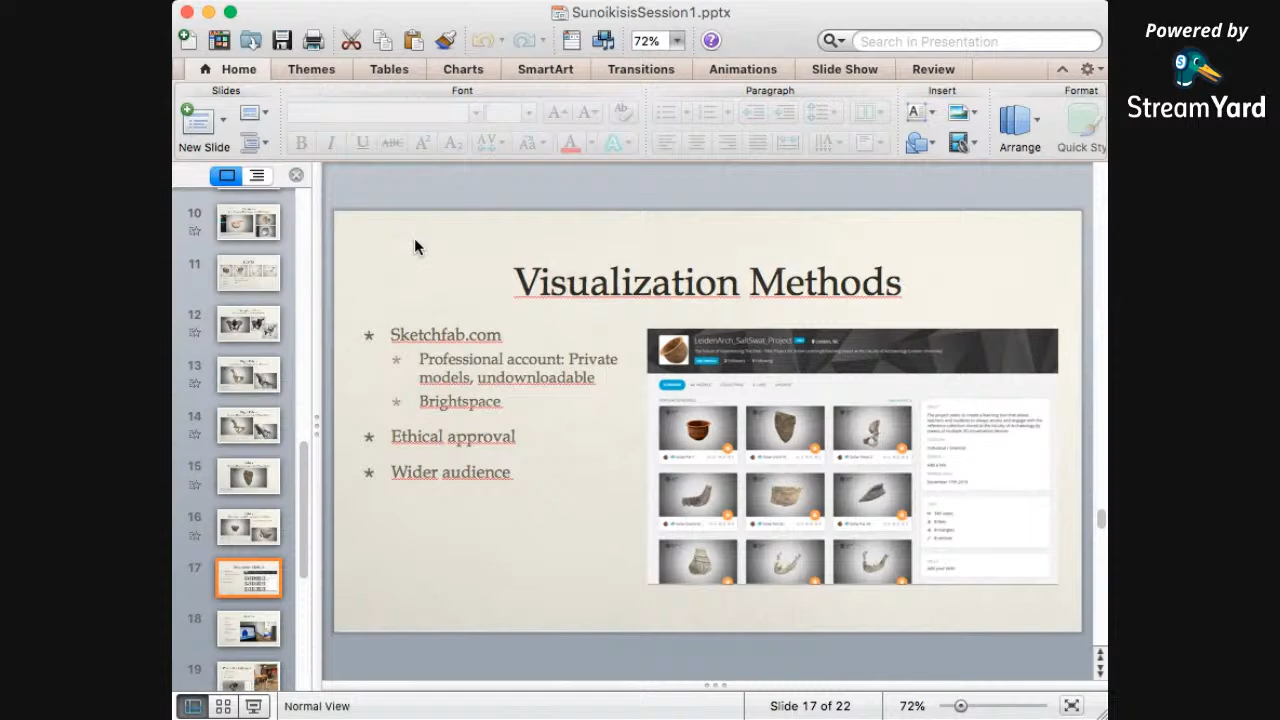 SunoikisisSession1.pptx
Powered by
StreamYard
72%
Search in Presentation
Home Themes Tables Charts SmartArt Transitions Animations Slide Show Review
Slides Font Paragraph Insert Format
New Slide Arrange Quick Sty
10
11
12
13
14
15
16
17
18
19
Visualization Methods
Sketchfab.com
Professional account: Private
models, undownloadable
Brightspace
Ethical approval
Wider audience
LeidenArch_SaltSwat_Project
Normal View
Slide 17 of 22
72%